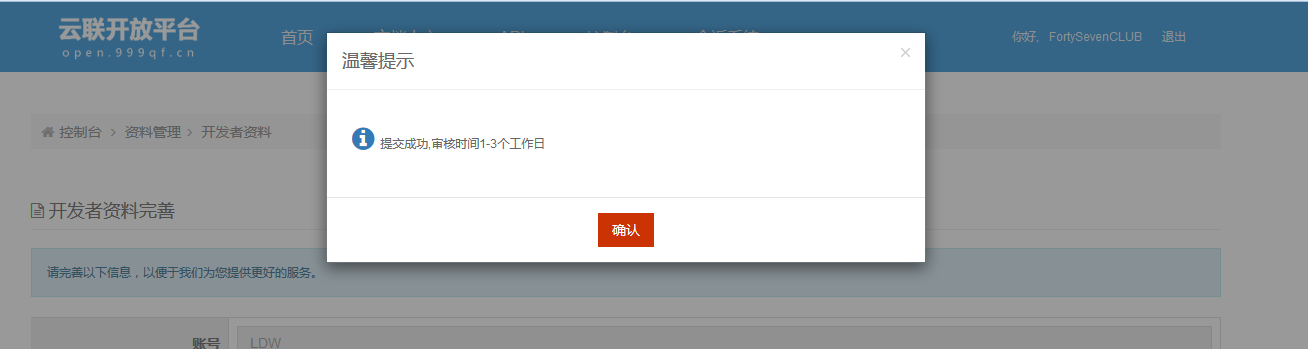 云联开放平台
open.999qf.cn
首页
你好, FortySevenCLUB 退出
温馨提示
×
提交成功,审核时间1-3个工作日
确认
控制台 > 资料管理 > 开发者资料
开发者资料完善
请完善以下信息，以便于我们为您提供更好的服务。
账号
LDW